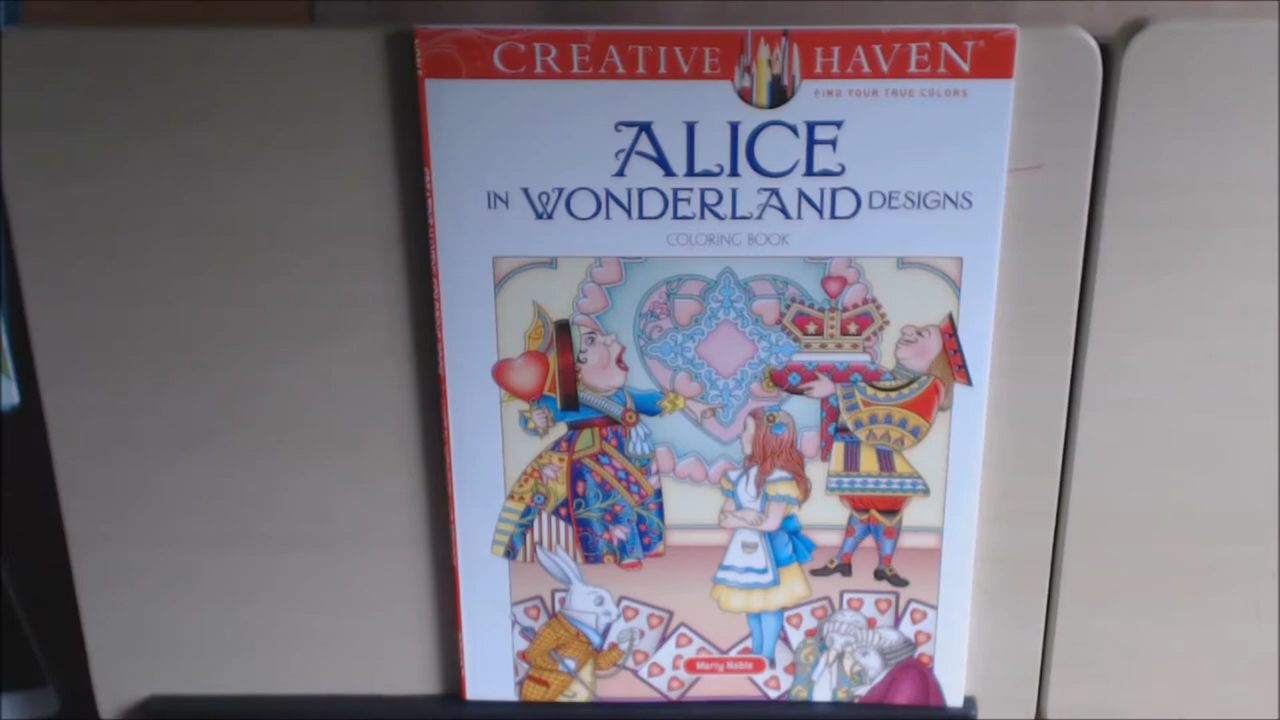 CREATIVE HAVEN®
FIND YOUR TRUE COLORS
ALICE
IN WONDERLAND DESIGNS
COLORING BOOK
Marty Noble